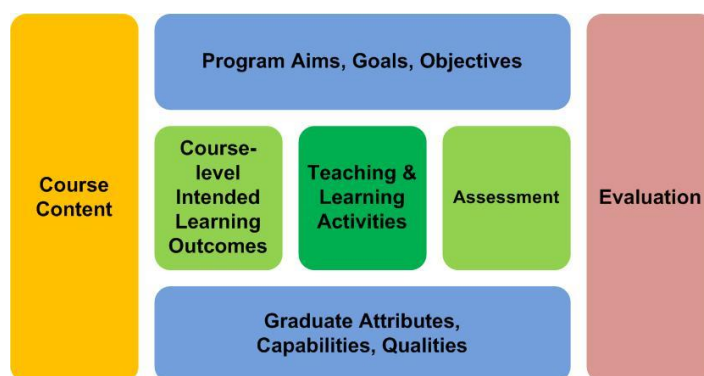 Course
Content
Program Aims, Goals, Objectives
Course-
level
Intended
Learning
Outcomes
Teaching &
Learning
Activities
Assessment
Graduate Attributes,
Capabilities, Qualities
Evaluation